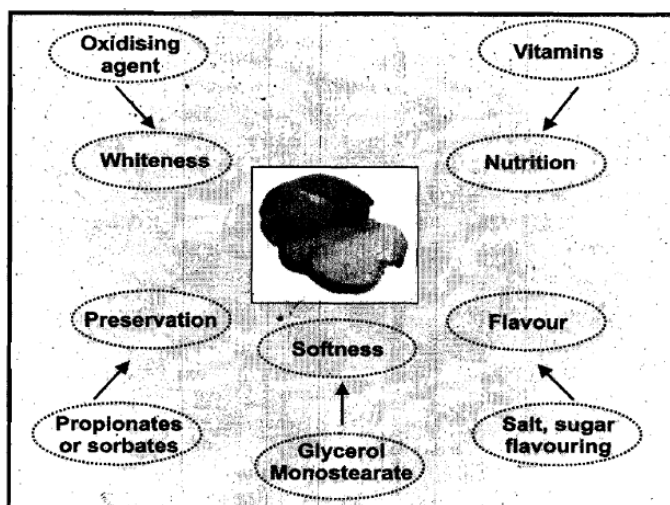 Oxidising
agent
Vitamins
Whiteness
Nutrition
Preservation
Flavour
Softness
Propionates
or sorbates
Glycerol
Monostearate
Salt, sugar
flavouring